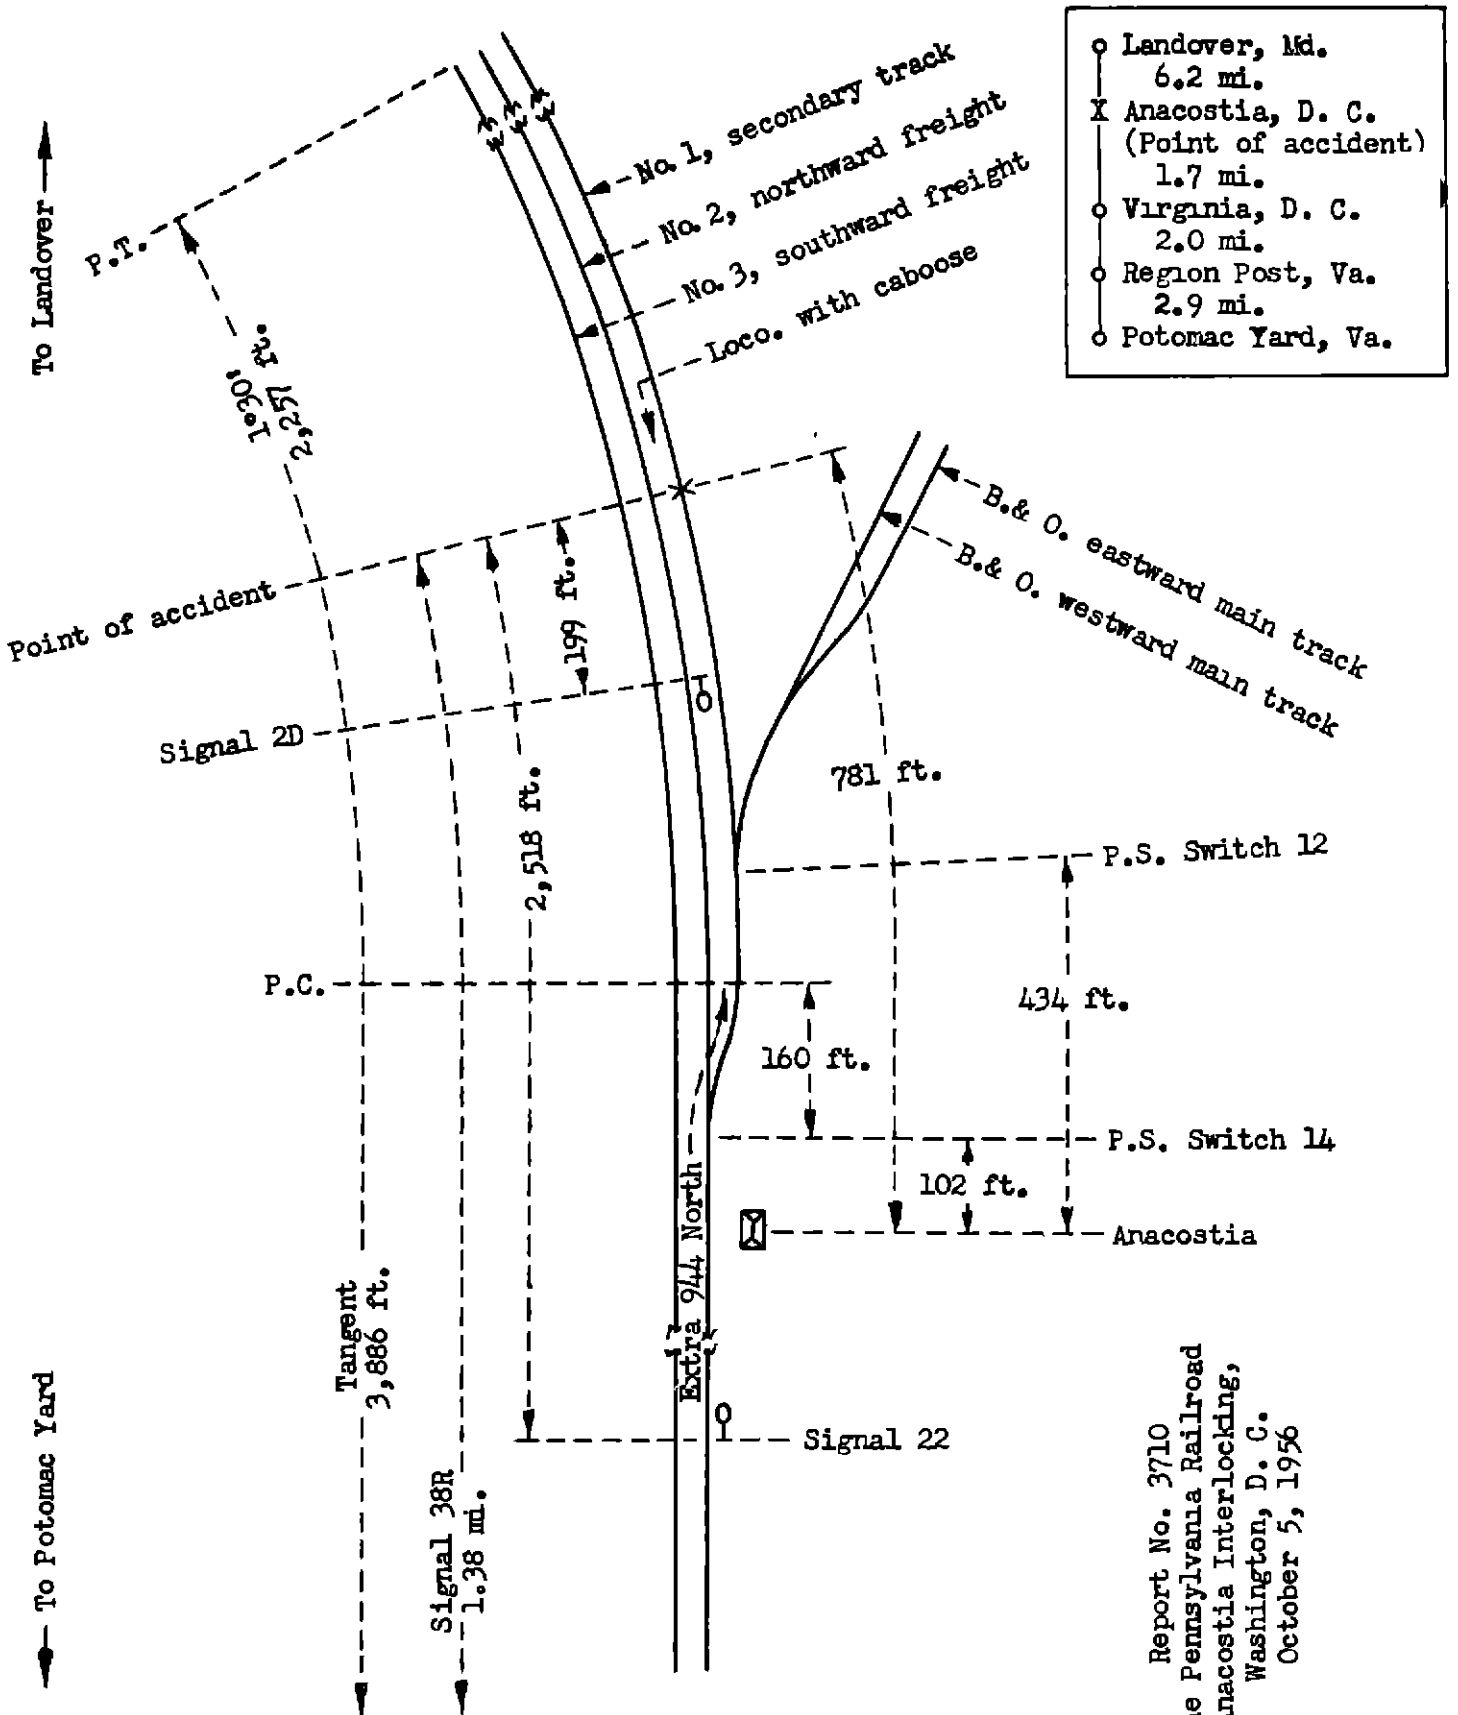 Landover, Md.
6.2 mi.
X Anacostia, D. C.
(Point of accident)
1.7 mi.
Virginia, D. C.
2.0 mi.
Region Post, Va.
2.9 mi.
Potomac Yard, Va.
No. 1, secondary track
No. 2, northward freight
No. 3, southward freight
Loco. with caboose
To Landover
P.T.
1°30'
2,257 ft.
B.& O. eastward main track
B.& O. westward main track
Point of accident
199 ft.
Signal 2D
781 ft.
2,518 ft.
P.S. Switch 12
P.C.
434 ft.
160 ft.
P.S. Switch 14
102 ft.
Anacostia
Extra 944 North
Tangent
3,886 ft.
Signal 22
Signal 38R
1.38 mi.
To Potomac Yard
Report No. 3710
e Pennsylvania Railroad
nacostia Interlocking,
Washington, D. C.
October 5, 1956